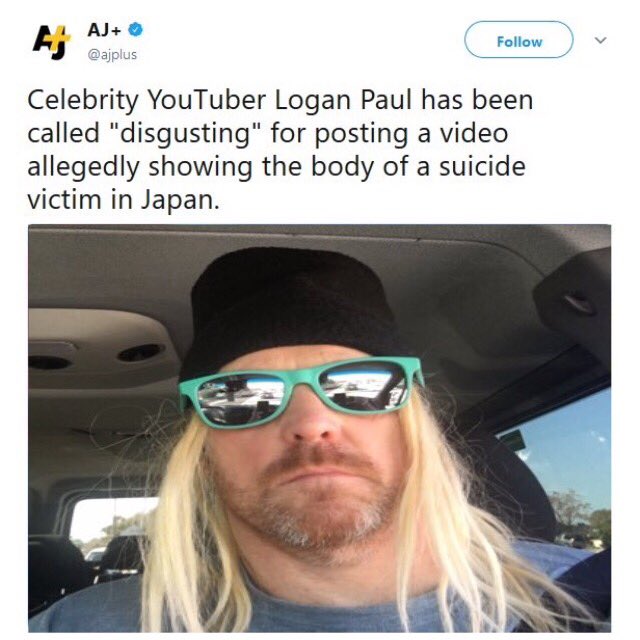 AJ+
@ajplus
Follow
Celebrity YouTuber Logan Paul has been
called "disgusting" for posting a video
allegedly showing the body of a suicide
victim in Japan.